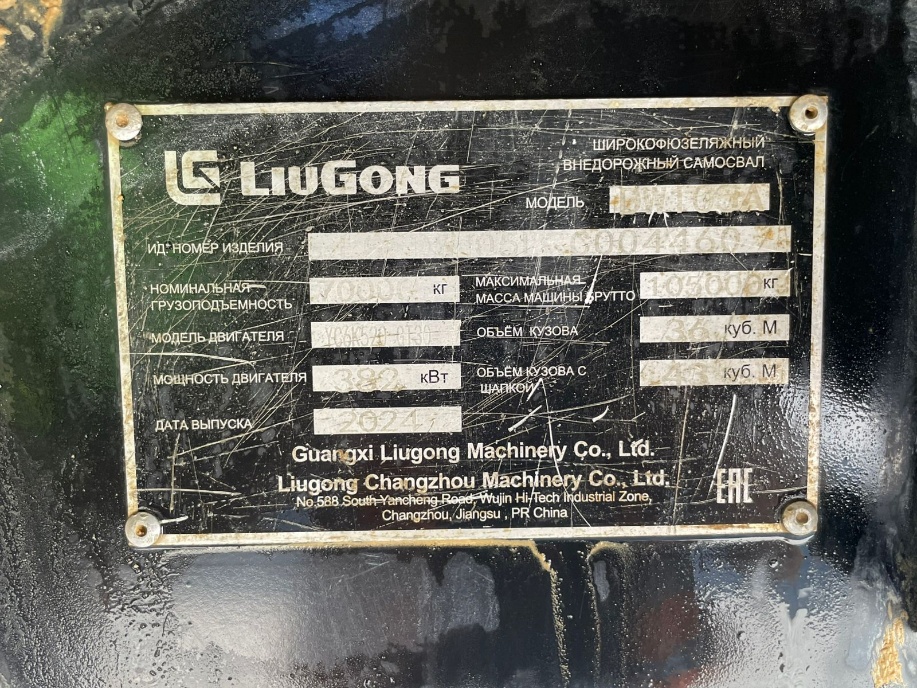 LIUGONG
ШИРОКОФЮЗЕЛЯЖНЫЙ
ВНЕДОРОЖНЫЙ САМОСВАЛ
МОДЕЛЬ
ИД. НОМЕР ИЗДЕЛИЯ
НОМИНАЛЬНАЯ ГРУЗОПОДЪЕМНОСТЬ 70000 кг
МАКСИМАЛЬНАЯ МАССА МАШИНЫ БРУТТО 105000 кг
МОДЕЛЬ ДВИГАТЕЛЯ
ОБЪЁМ КУЗОВА 36 куб. М
МОЩНОСТЬ ДВИГАТЕЛЯ 382 кВт
ОБЪЁМ КУЗОВА С ШАПКОЙ 43 куб. М
ДАТА ВЫПУСКА
Guangxi Liugong Machinery Co., Ltd.
Liugong Changzhou Machinery Co., Ltd.
No.588 South Yancheng Road, Wujin Hi-Tech Industrial Zone,
Changzhou, Jiangsu , PR China
EAC